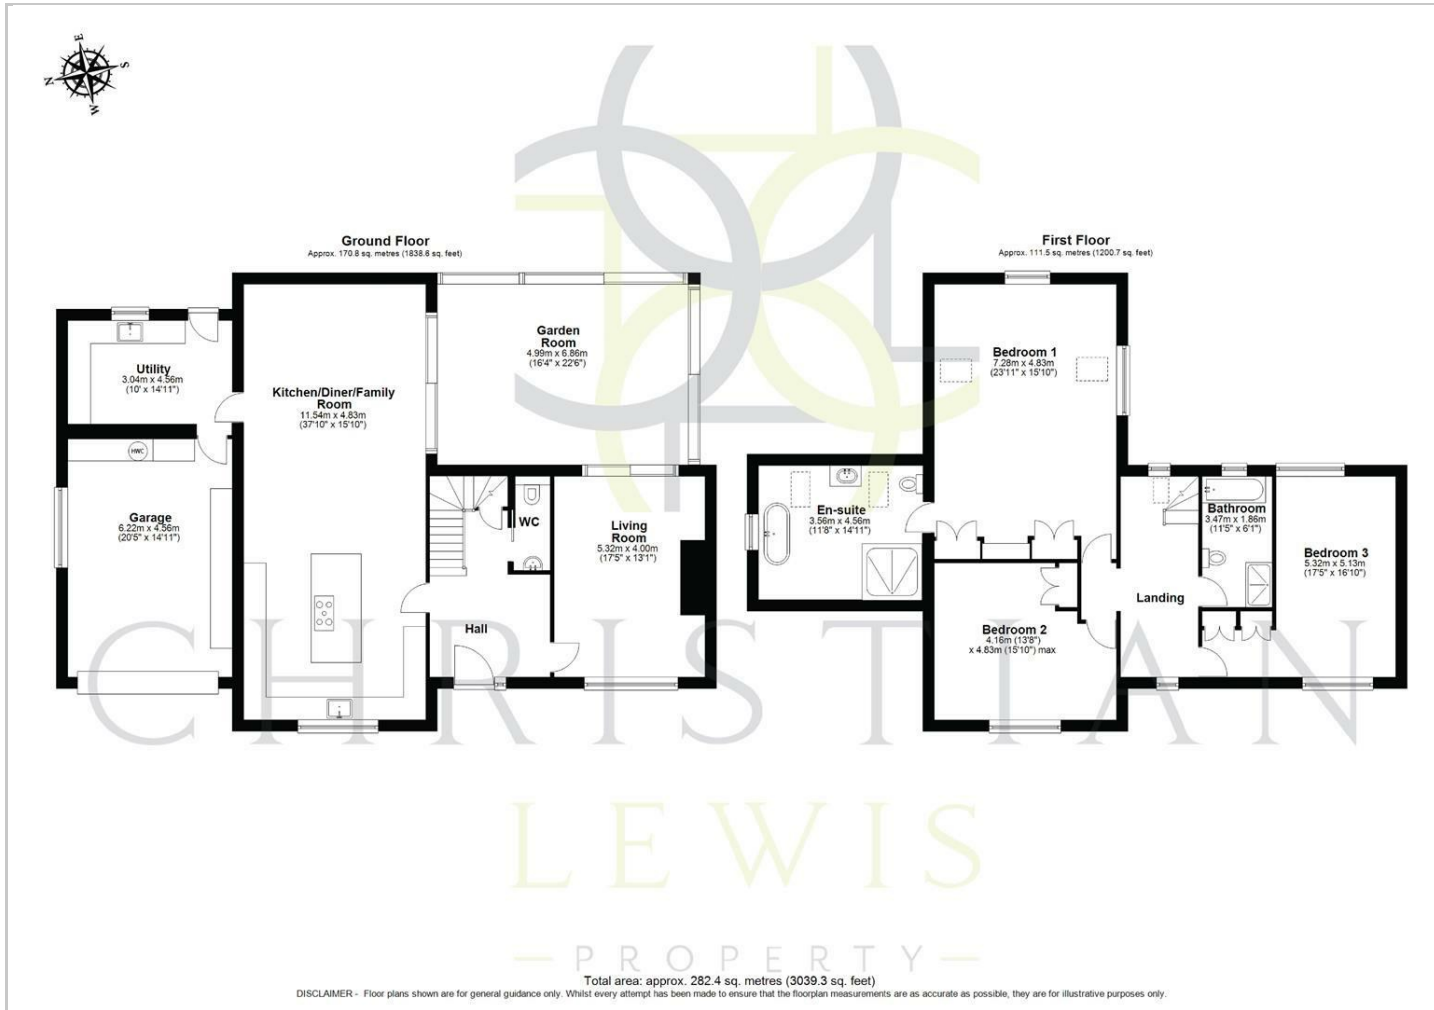 E
N
S
W
Ground Floor
Approx. 170.8 sq. metres (1838.6 sq. feet)
First Floor
Approx. 111.5 sq. metres (1200.7 sq. feet)
Utility
3.04m x 4.56m
(10' x 14'11")
Kitchen/Diner/Family
Room
11.54m x 4.83m
(37'10" x 15'10")
Garden
Room
4.99m x 6.86m
(16'4" x 22'6")
HWC
Garage
6.22m x 4.56m
(20'5" x 14'11")
WC
Living
Room
5.32m x 4.00m
(17'5" x 13'1")
Hall
Bedroom 1
7.28m x 4.83m
(23'11" x 15'10")
En-suite
3.56m x 4.56m
(11'8" x 14'11")
Bathroom
3.47m x 1.86m
(11'5" x 6'1")
Bedroom 3
5.32m x 5.13m
(17'5" x 16'10")
Landing
Bedroom 2
4.16m (13'8")
x 4.83m (15'10") max
CHRISTIAN
LEWIS
PROPERTY
Total area: approx. 282.4 sq. metres (3039.3 sq. feet)
DISCLAIMER - Floor plans shown are for general guidance only. Whilst every attempt has been made to ensure that the floorplan measurements are as accurate as possible, they are for illustrative purposes only.